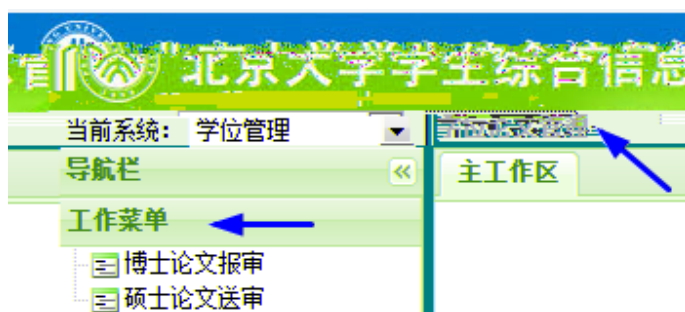 北京大学学生综合信息
当前系统： 学位管理
导航栏
主工作区
工作菜单
博士论文报审
硕士论文送审